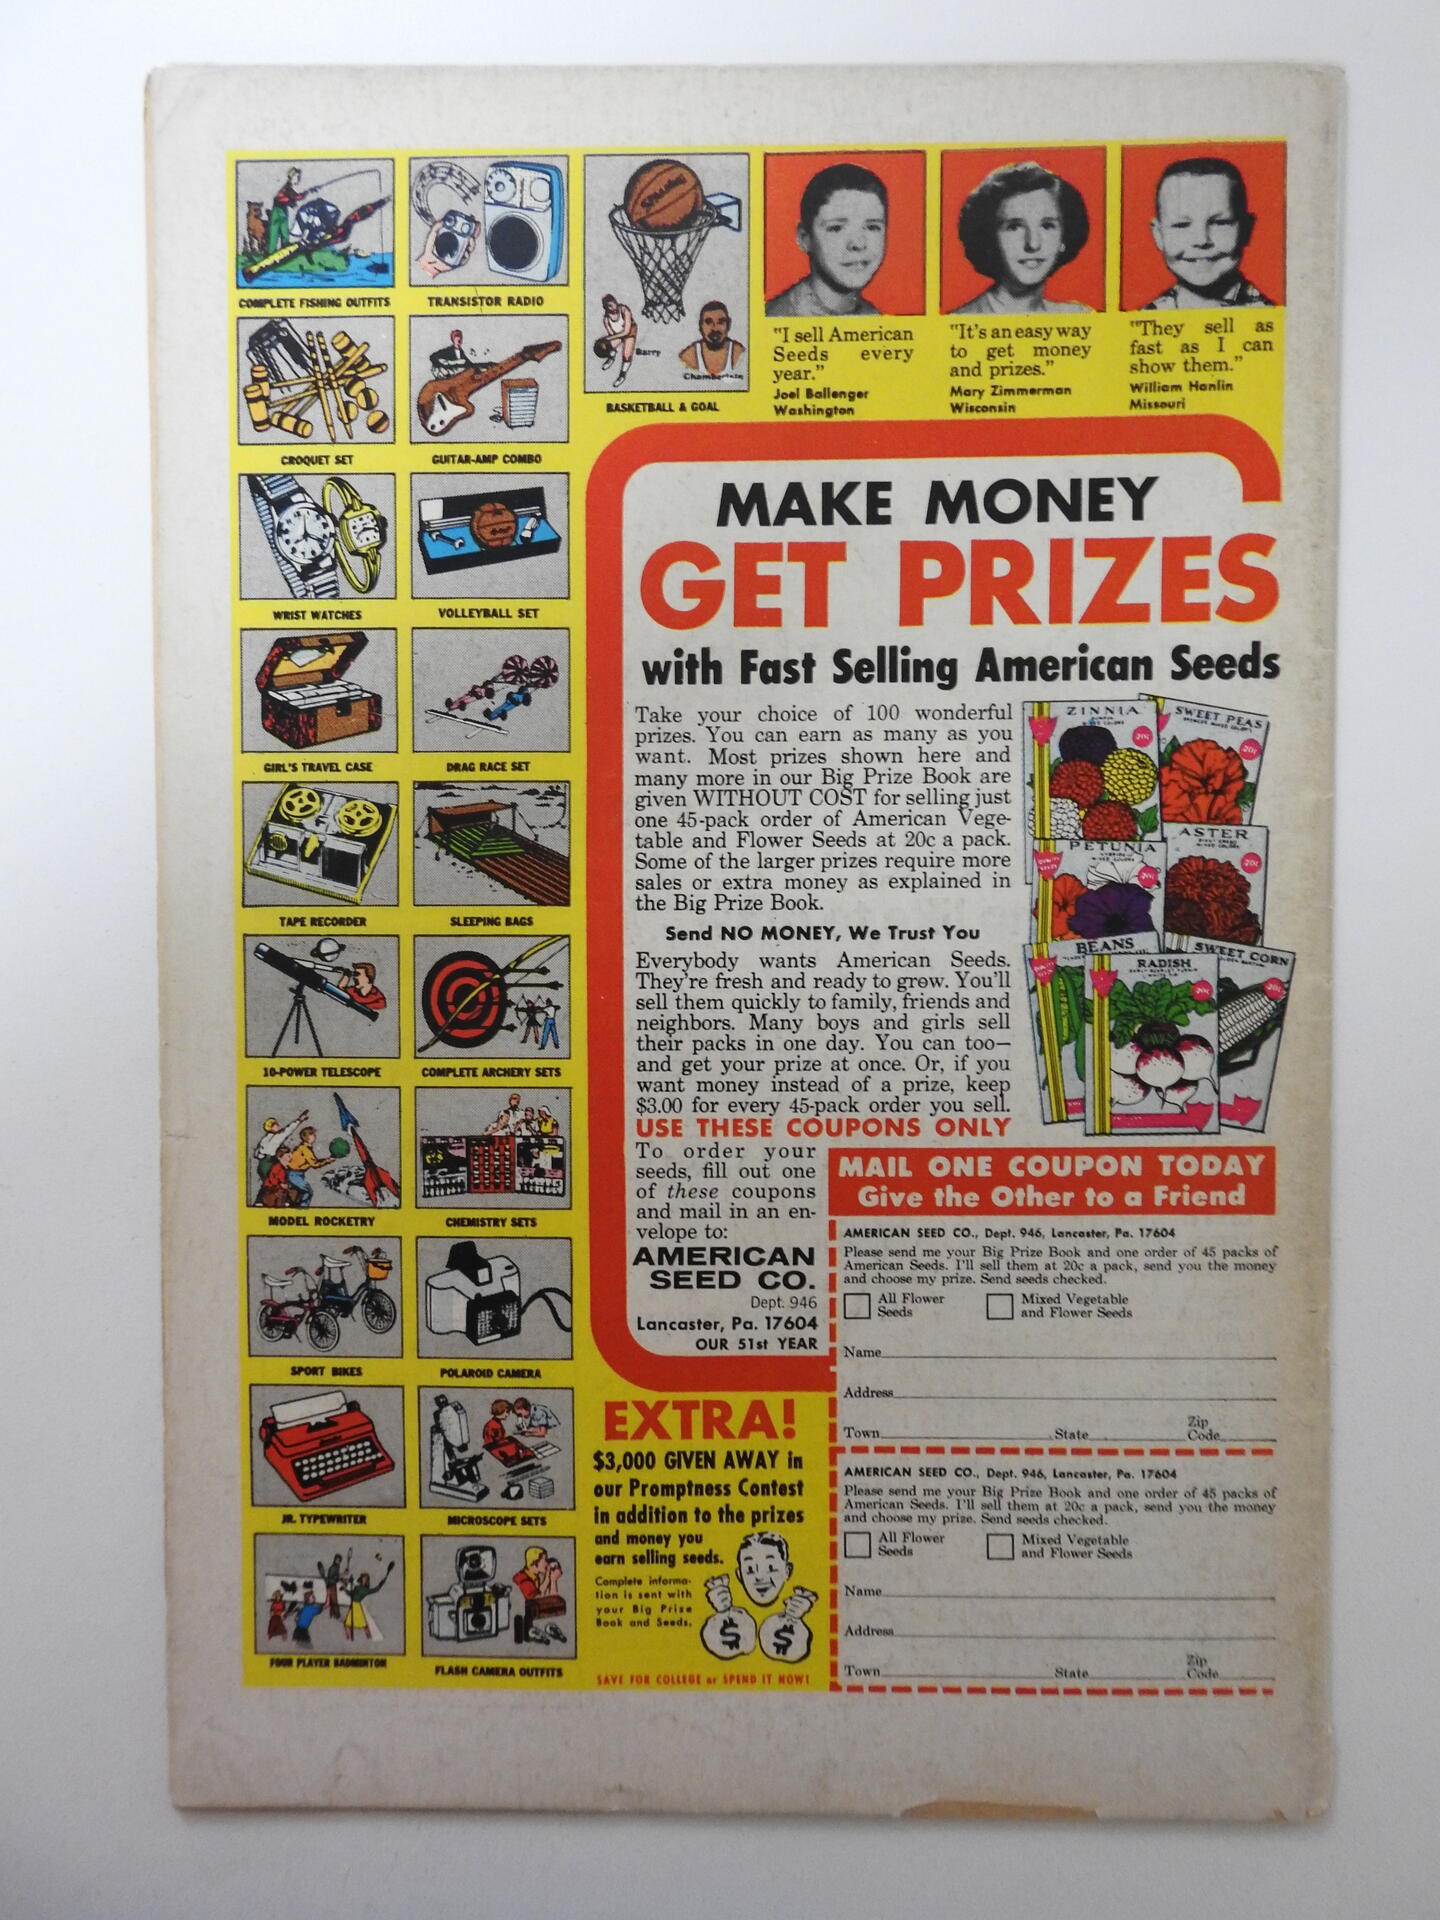 COMPLETE FISHING OUTFITS
TRANSISTOR RADIO
CROQUET SET
GUITAR-AMP COMBO
WRIST WATCHES
VOLLEYBALL SET
GIRL'S TRAVEL CASE
DRAG RACE SET
TAPE RECORDER
SLEEPING BAGS
10-POWER TELESCOPE
COMPLETE ARCHERY SETS
MODEL ROCKETRY
CHEMISTRY SETS
SPORT BIKES
POLAROID CAMERA
JR. TYPEWRITER
MICROSCOPE SETS
FOUR PLAYER BADMINTON
FLASH CAMERA OUTFITS
SPALDING
Barry
Chamberlain
BASKETBALL & GOAL
"I sell American
Seeds every
year."
Joel Ballenger
Washington
"It's an easy way
to get money
and prizes."
Mary Zimmerman
Wisconsin
"They sell as
fast as I can
show them."
William Hanlin
Missouri
MAKE MONEY
GET PRIZES
with Fast Selling American Seeds
Take your choice of 100 wonderful
prizes. You can earn as many as you
want. Most prizes shown here and
many more in our Big Prize Book are
given WITHOUT COST for selling just
one 45-pack order of American Vege-
table and Flower Seeds at 20c a pack.
Some of the larger prizes require more
sales or extra money as explained in
the Big Prize Book.
Send NO MONEY, We Trust You
Everybody wants American Seeds.
They're fresh and ready to grow. You'll
sell them quickly to family, friends and
neighbors. Many boys and girls sell
their packs in one day. You can too—
and get your prize at once. Or, if you
want money instead of a prize, keep
$3.00 for every 45-pack order you sell.
USE THESE COUPONS ONLY
To order your
seeds, fill out one
of these coupons
and mail in an en-
velope to:
AMERICAN
SEED CO.
Dept. 946
Lancaster, Pa. 17604
OUR 51st YEAR
ZINNIA
20c
SWEET PEAS
20c
PETUNIA
20c
ASTER
20c
BEANS
RADISH
20c
SWEET CORN
20c
MAIL ONE COUPON TODAY
Give the Other to a Friend
AMERICAN SEED CO., Dept. 946, Lancaster, Pa. 17604
Please send me your Big Prize Book and one order of 45 packs of
American Seeds. I'll sell them at 20c a pack, send you the money
and choose my prize. Send seeds checked.
All Flower
Seeds
Mixed Vegetable
and Flower Seeds
Name
Address
Town State Zip
Code
AMERICAN SEED CO., Dept. 946, Lancaster, Pa. 17604
Please send me your Big Prize Book and one order of 45 packs of
American Seeds. I'll sell them at 20c a pack, send you the money
and choose my prize. Send seeds checked.
All Flower
Seeds
Mixed Vegetable
and Flower Seeds
Name
Address
Town State Zip
Code
EXTRA!
$3,000 GIVEN AWAY in
our Promptness Contest
in addition to the prizes
and money you
earn selling seeds.
Complete informa-
tion is sent with
your Big Prize
Book and Seeds.
$ $
SAVE FOR COLLEGE or SPEND IT NOW!